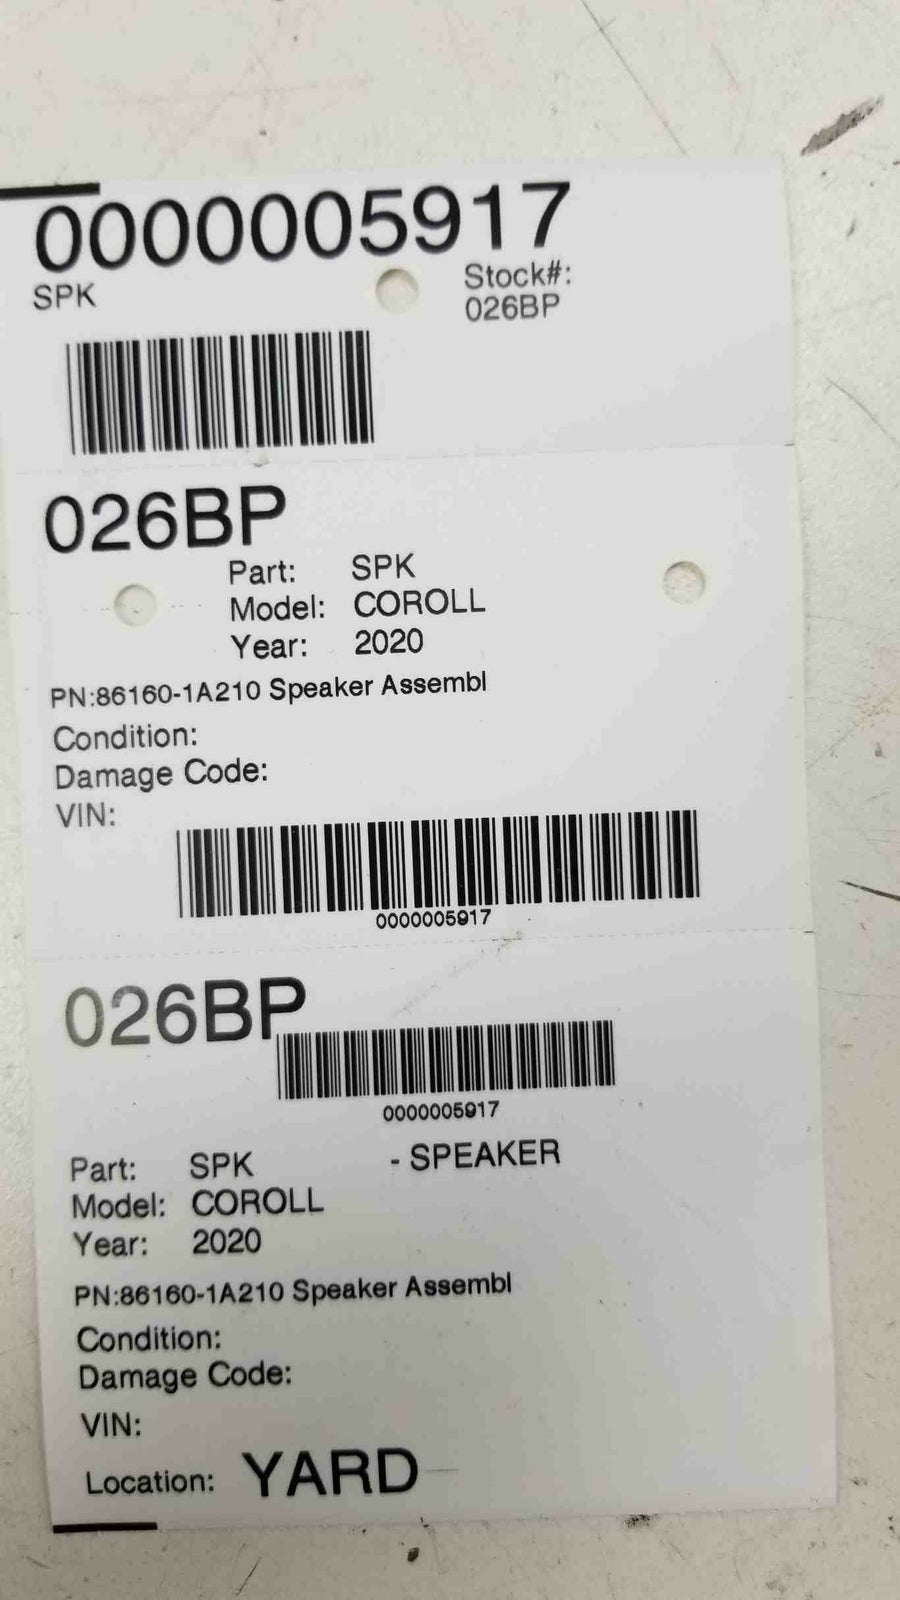 0000005917
SPK
Stock#:
026BP
026BP
Part: SPK
Model: COROLL
Year: 2020
PN:86160-1A210 Speaker Assembl
Condition:
Damage Code:
VIN:
0000005917
026BP
0000005917
Part: SPK - SPEAKER
Model: COROLL
Year: 2020
PN:86160-1A210 Speaker Assembl
Condition:
Damage Code:
VIN:
Location: YARD